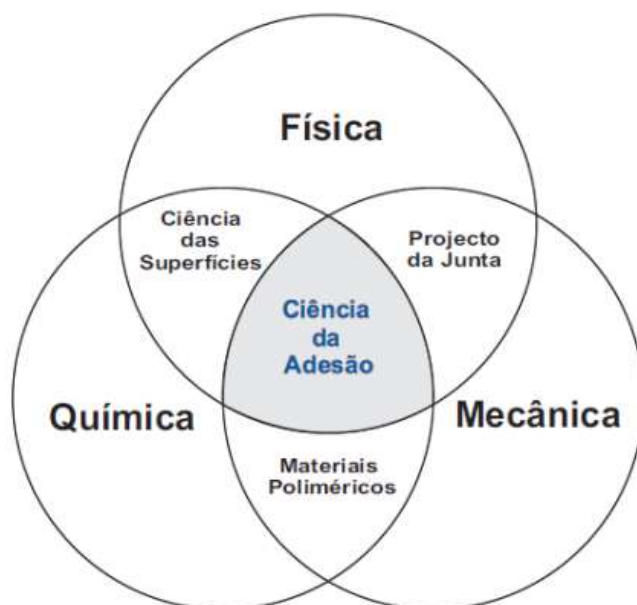 Física
Ciência
das
Superfícies
Projecto
da Junta
Ciência
da
Adesão
Química
Mecânica
Materiais
Poliméricos